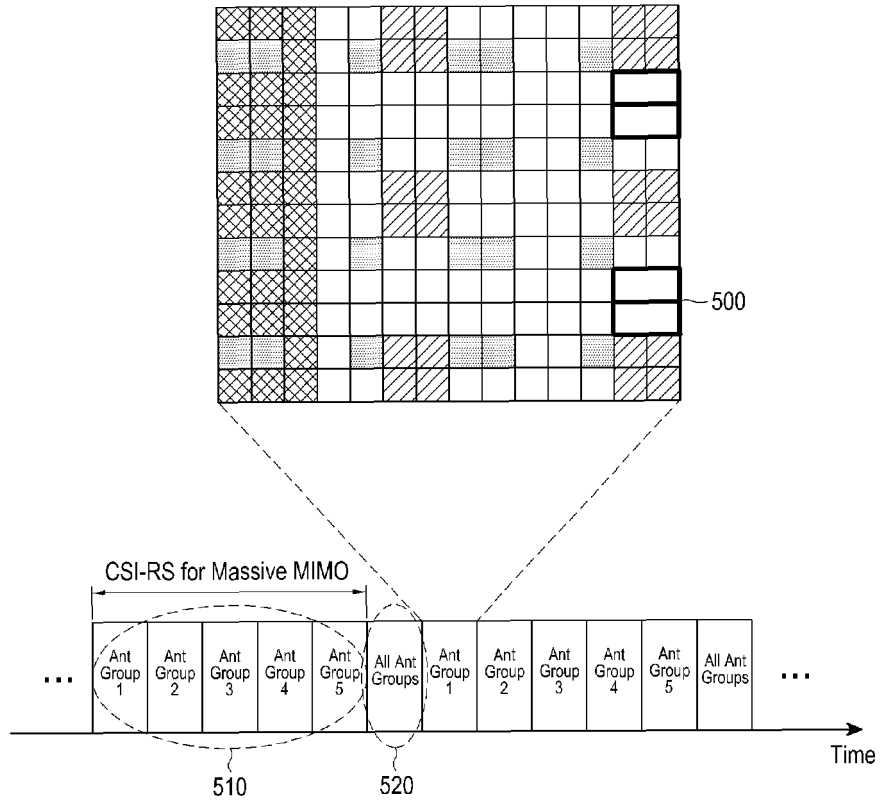 500
CSI-RS for Massive MIMO
...
Ant
Group
1
Ant
Group
2
Ant
Group
3
Ant
Group
4
Ant
Group
5
All Ant
Groups
Ant
Group
1
Ant
Group
2
Ant
Group
3
Ant
Group
4
Ant
Group
5
All Ant
Groups
...
Time
510
520